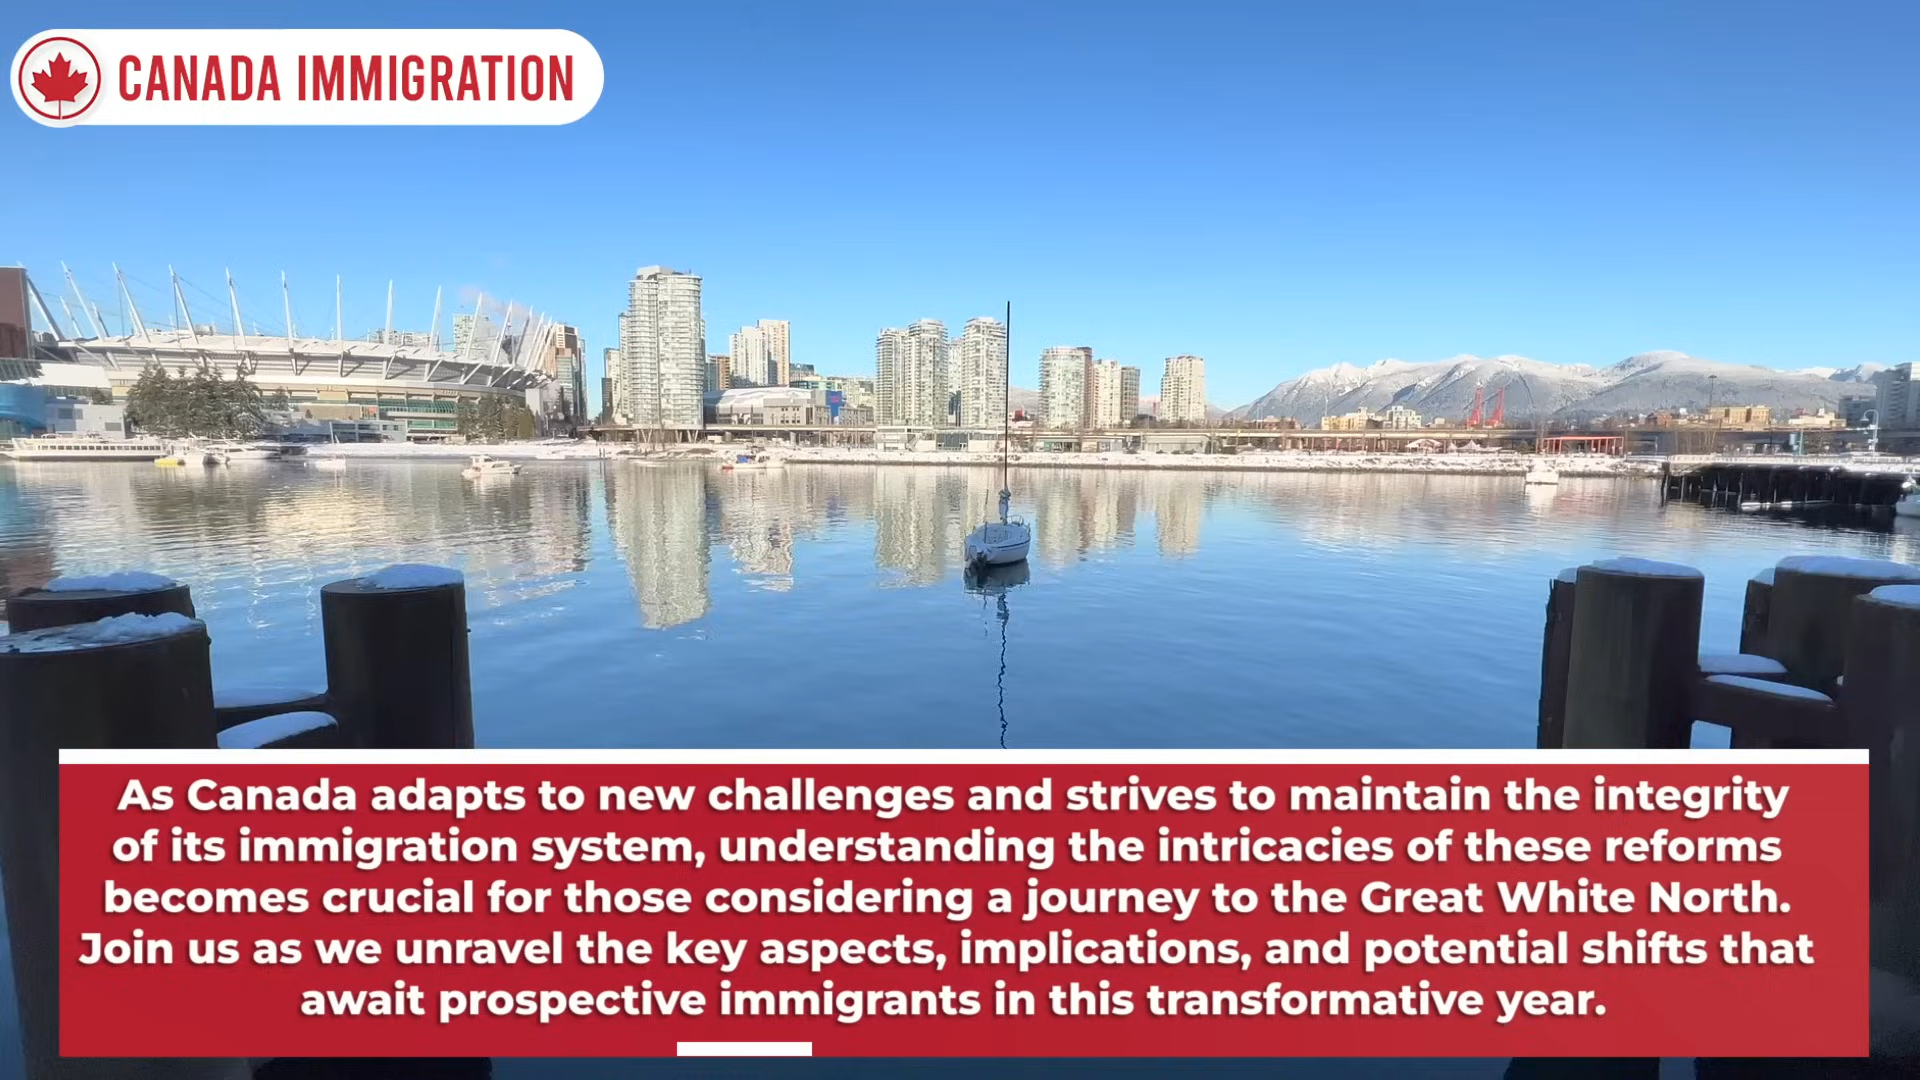 CANADA IMMIGRATION
As Canada adapts to new challenges and strives to maintain the integrity
of its immigration system, understanding the intricacies of these reforms
becomes crucial for those considering a journey to the Great White North.
Join us as we unravel the key aspects, implications, and potential shifts that
await prospective immigrants in this transformative year.